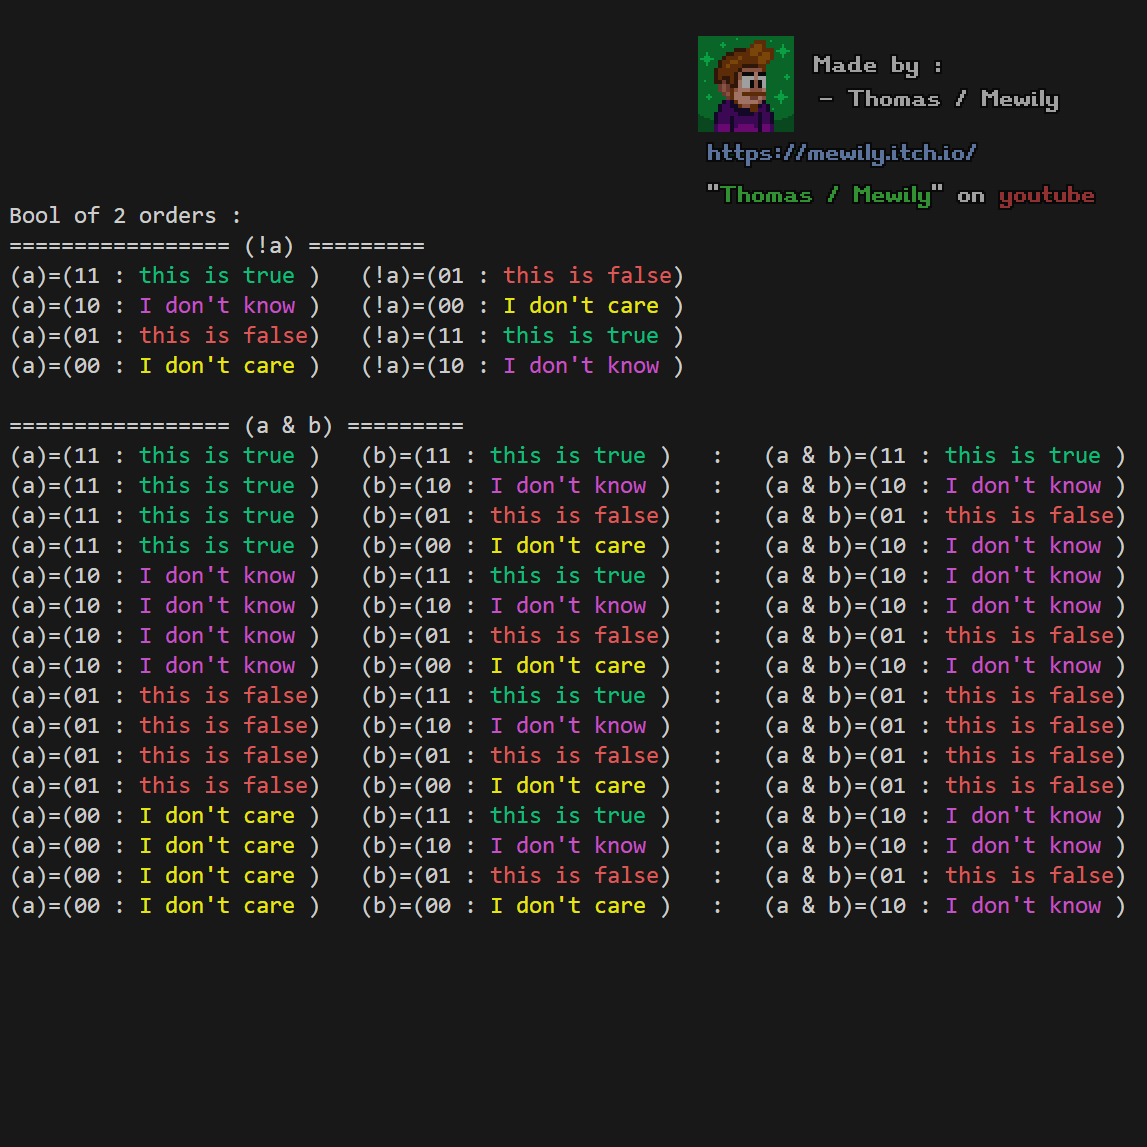 Made by :
- Thomas / Mewily
https://mewily.itch.io/
"Thomas / Mewily" on youtube
Bool of 2 orders :
================= (!a) =========
(a)=(11 : this is true )   (!a)=(01 : this is false)
(a)=(10 : I don't know )   (!a)=(00 : I don't care )
(a)=(01 : this is false)   (!a)=(11 : this is true )
(a)=(00 : I don't care )   (!a)=(10 : I don't know )
================= (a & b) =========
(a)=(11 : this is true )   (b)=(11 : this is true )   :   (a & b)=(11 : this is true )
(a)=(11 : this is true )   (b)=(10 : I don't know )   :   (a & b)=(10 : I don't know )
(a)=(11 : this is true )   (b)=(01 : this is false)   :   (a & b)=(01 : this is false)
(a)=(11 : this is true )   (b)=(00 : I don't care )   :   (a & b)=(10 : I don't know )
(a)=(10 : I don't know )   (b)=(11 : this is true )   :   (a & b)=(10 : I don't know )
(a)=(10 : I don't know )   (b)=(10 : I don't know )   :   (a & b)=(10 : I don't know )
(a)=(10 : I don't know )   (b)=(01 : this is false)   :   (a & b)=(01 : this is false)
(a)=(10 : I don't know )   (b)=(00 : I don't care )   :   (a & b)=(10 : I don't know )
(a)=(01 : this is false)   (b)=(11 : this is true )   :   (a & b)=(01 : this is false)
(a)=(01 : this is false)   (b)=(10 : I don't know )   :   (a & b)=(01 : this is false)
(a)=(01 : this is false)   (b)=(01 : this is false)   :   (a & b)=(01 : this is false)
(a)=(01 : this is false)   (b)=(00 : I don't care )   :   (a & b)=(01 : this is false)
(a)=(00 : I don't care )   (b)=(11 : this is true )   :   (a & b)=(10 : I don't know )
(a)=(00 : I don't care )   (b)=(10 : I don't know )   :   (a & b)=(10 : I don't know )
(a)=(00 : I don't care )   (b)=(01 : this is false)   :   (a & b)=(01 : this is false)
(a)=(00 : I don't care )   (b)=(00 : I don't care )   :   (a & b)=(10 : I don't know )